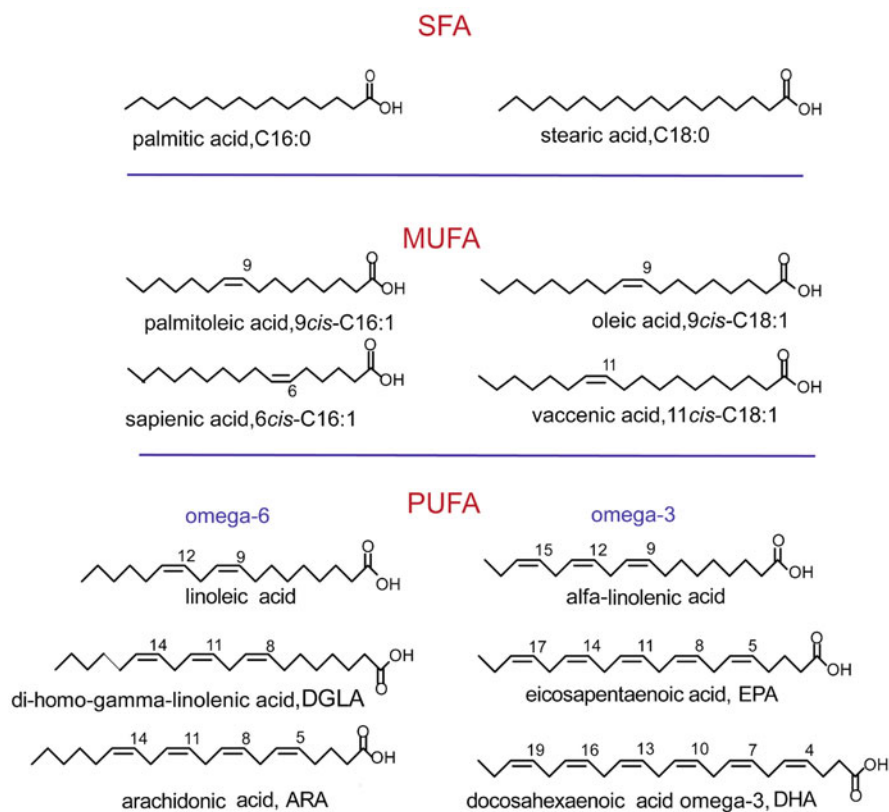 SFA
O
OH
O
OH
palmitic acid,C16:0
stearic acid,C18:0
MUFA
9
O
OH
9
O
OH
palmitoleic acid,9cis-C16:1
oleic acid,9cis-C18:1
6
O
OH
11
O
OH
sapienic acid,6cis-C16:1
vaccenic acid,11cis-C18:1
PUFA
omega-6
omega-3
12 9
O
OH
15 12 9
O
OH
linoleic acid
alfa-linolenic acid
14 11 8
OH
O
17 14 11 8 5
O
OH
di-homo-gamma-linolenic acid,DGLA
eicosapentaenoic acid, EPA
14 11 8 5
O
OH
19 16 13 10 7 4
OH
O
arachidonic acid, ARA
docosahexaenoic acid omega-3, DHA